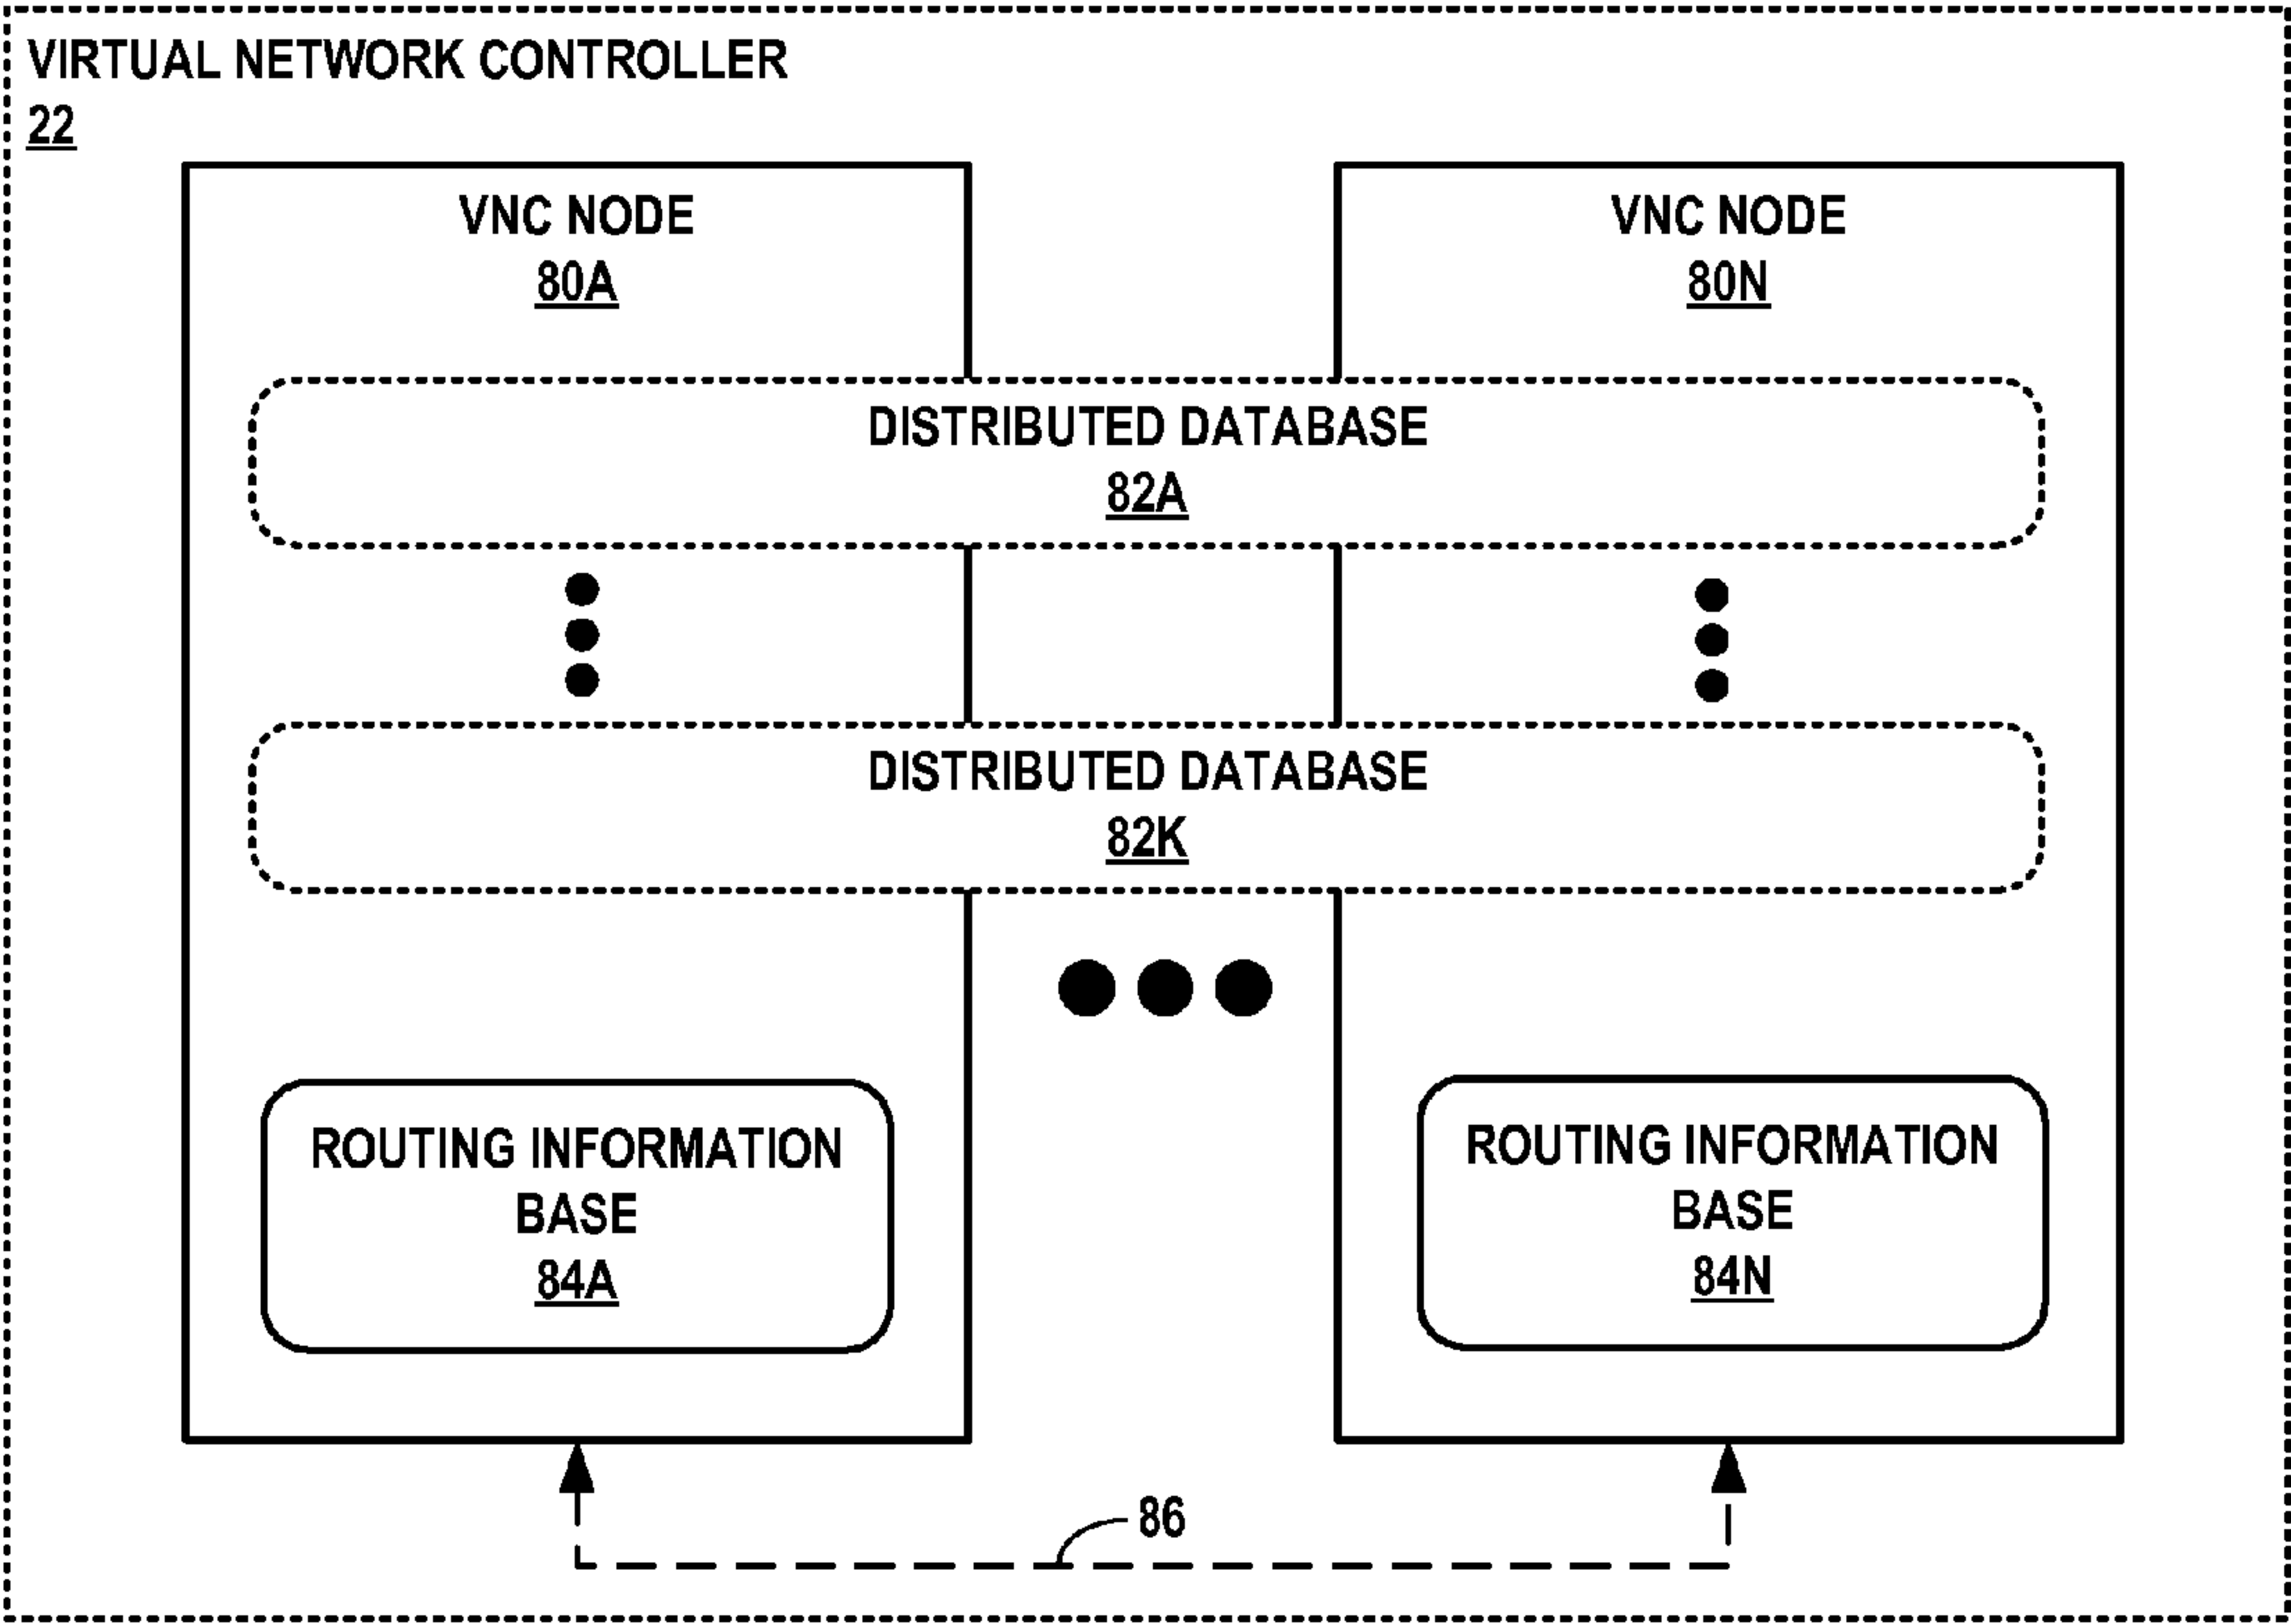 VIRTUAL NETWORK CONTROLLER
22
VNC NODE
80A
VNC NODE
80N
DISTRIBUTED DATABASE
82A
DISTRIBUTED DATABASE
82K
ROUTING INFORMATION
BASE
84A
ROUTING INFORMATION
BASE
84N
86